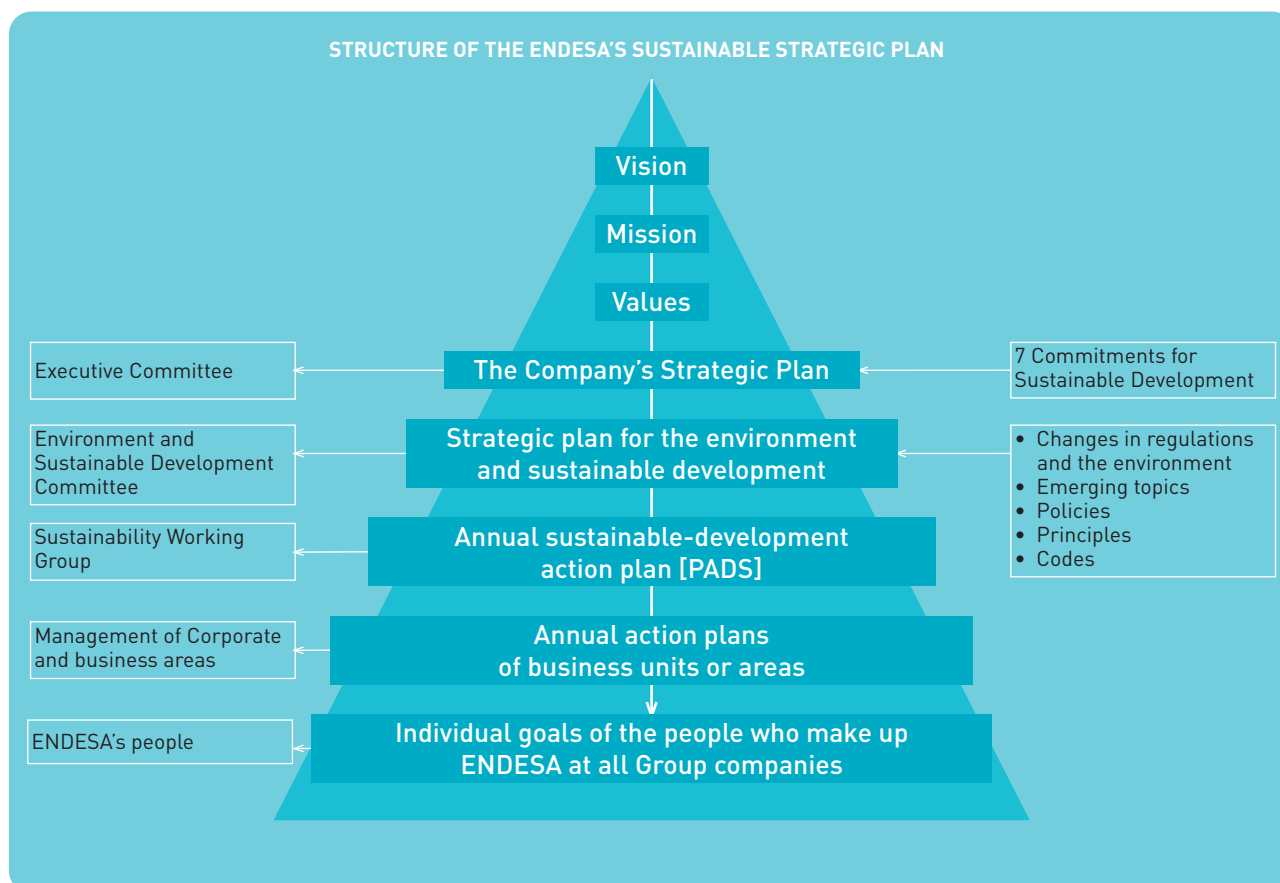 STRUCTURE OF THE ENDESA'S SUSTAINABLE STRATEGIC PLAN
Vision
Mission
Values
Executive Committee
The Company's Strategic Plan
7 Commitments for
Sustainable Development
Environment and
Sustainable Development
Committee
Strategic plan for the environment
and sustainable development
• Changes in regulations
and the environment
• Emerging topics
• Policies
• Principles
• Codes
Sustainability Working
Group
Annual sustainable-development
action plan [PADS]
Management of Corporate
and business areas
Annual action plans
of business units or areas
ENDESA's people
Individual goals of the people who make up
ENDESA at all Group companies